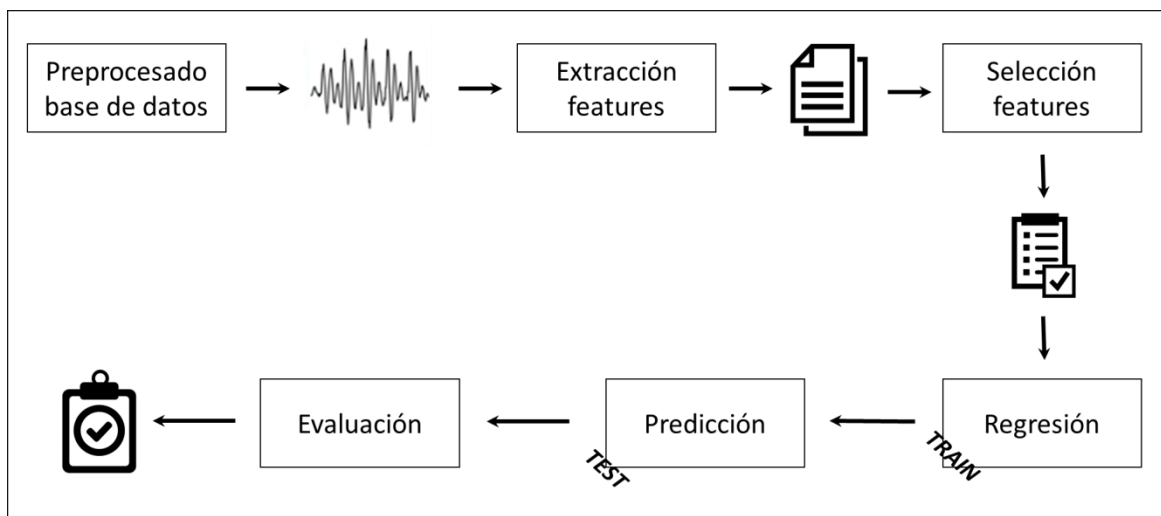 Preprocesado
base de datos
Extracción
features
Selección
features
Regresión
TRAIN
Predicción
TEST
Evaluación